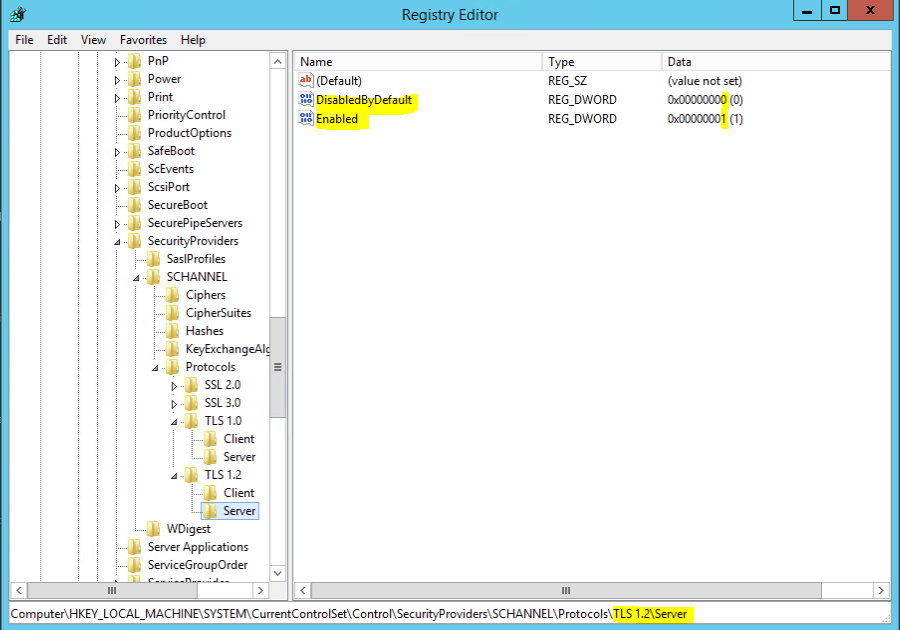 Registry Editor
File Edit View Favorites Help
PnP
Power
Print
PriorityControl
ProductOptions
SafeBoot
ScEvents
ScsiPort
SecureBoot
SecurePipeServers
SecurityProviders
SaslProfiles
SCHANNEL
Ciphers
CipherSuites
Hashes
KeyExchangeAlg
Protocols
SSL 2.0
SSL 3.0
TLS 1.0
Client
Server
TLS 1.2
Client
Server
WDigest
Server Applications
ServiceGroupOrder
ServiceProvider
Name Type Data
ab (Default) REG_SZ (value not set)
DisabledByDefault REG_DWORD 0x00000000 (0)
Enabled REG_DWORD 0x00000001 (1)
Computer\HKEY_LOCAL_MACHINE\SYSTEM\CurrentControlSet\Control\SecurityProviders\SCHANNEL\Protocols\TLS 1.2\Server